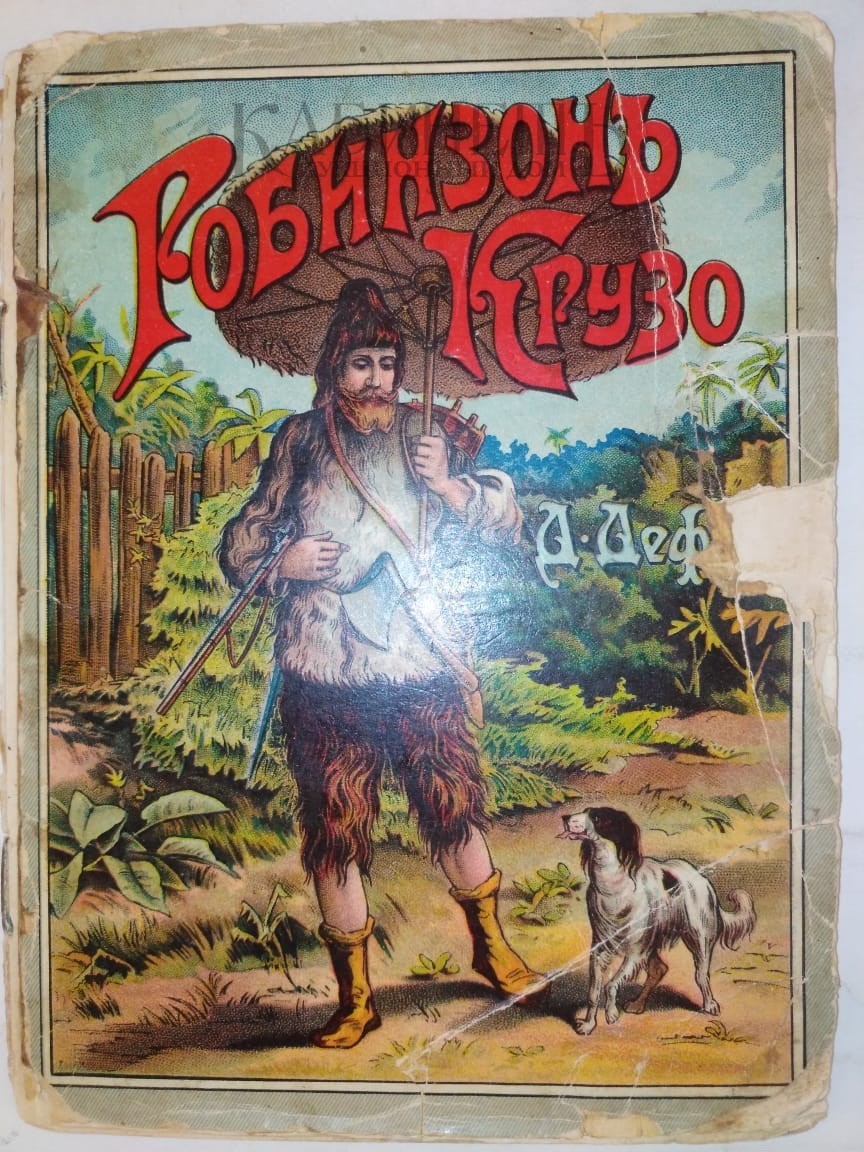 Робинзонъ
Крузо
Д. Деф